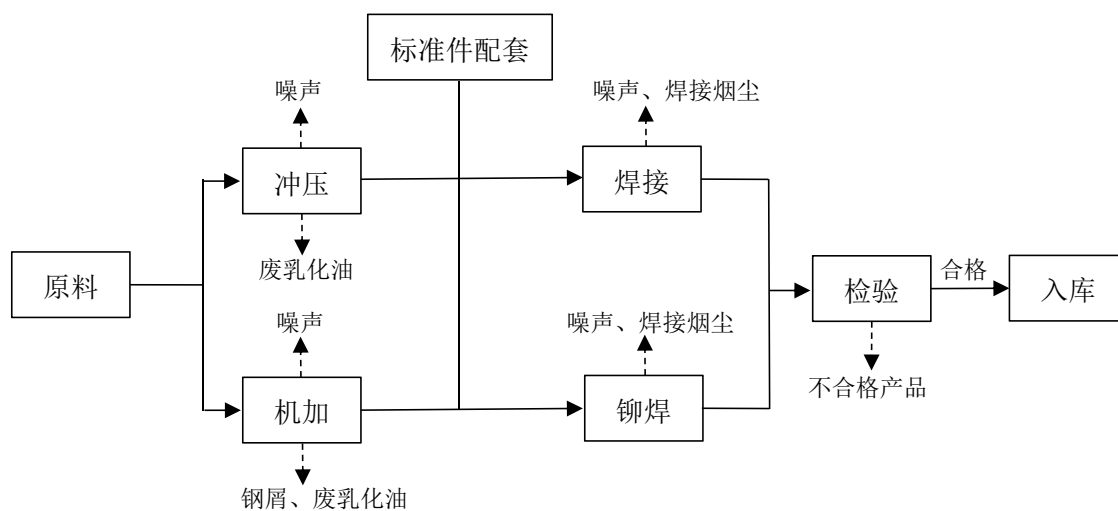 标准件配套
噪声
噪声、焊接烟尘
冲压
焊接
废乳化油
原料
噪声
噪声、焊接烟尘
检验
合格
入库
机加
铆焊
不合格产品
钢屑、废乳化油